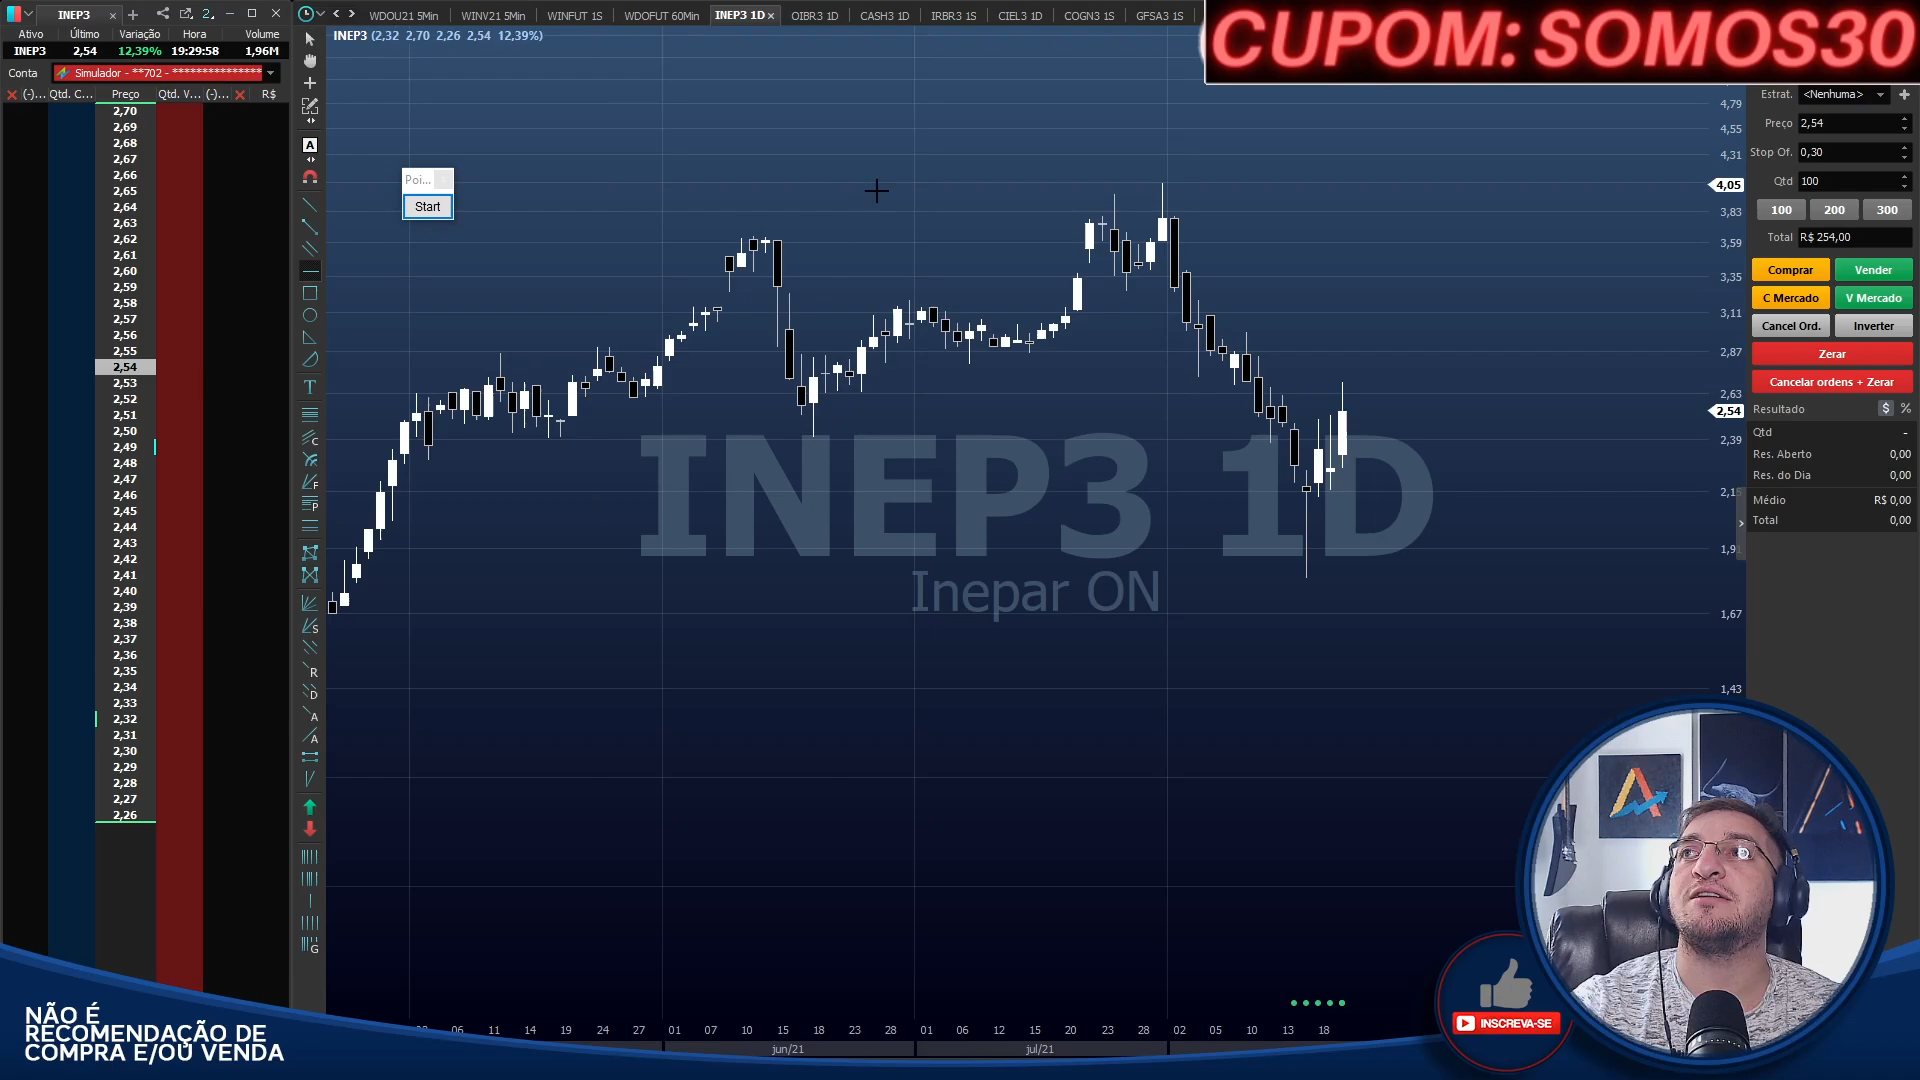 INEP3
Ativo Último Variação Hora Volume
INEP3 2,54 12,39% 19:29:58 1,96M
Conta Simulador - **702 - ***************
(-)... Qtd. C... Preço Qtd. V... (-)... R$
2,70
2,69
2,68
2,67
2,66
2,65
2,64
2,63
2,62
2,61
2,60
2,59
2,58
2,57
2,56
2,55
2,54
2,53
2,52
2,51
2,50
2,49
2,48
2,47
2,46
2,45
2,44
2,43
2,42
2,41
2,40
2,39
2,38
2,37
2,36
2,35
2,34
2,33
2,32
2,31
2,30
2,29
2,28
2,27
2,26
WDOU21 5Min WINV21 5Min WINFUT 1S WDOFUT 60Min INEP3 1D OIBR3 1D CASH3 1D IRBR3 1S CIEL3 1D COGN3 1S GFSA3 1S
INEP3 (2,32 2,70 2,26 2,54 12,39%)
Poi...
Start
INEP3 1D
Inepar ON
4,79
4,55
4,31
4,05
3,83
3,59
3,35
3,11
2,87
2,63
2,54
2,39
1,67
1,43
06 11 14 19 24 27 01 07 10 15 18 23 28 01 06 12 15 20 23 28 02 05 10 13 18
jun/21 jul/21
CUPOM: SOMOS30
Estrat. <Nenhuma>
Preço 2,54
Stop Of. 0,30
Qtd 100
100 200 300
Total R$ 254,00
Comprar Vender
C Mercado V Mercado
Cancel Ord. Inverter
Zerar
Cancelar ordens + Zerar
Resultado $ %
Qtd -
Res. Aberto 0,00
Res. do Dia 0,00
Médio R$ 0,00
Total 0,00
NÃO É
RECOMENDAÇÃO DE
COMPRA E/OU VENDA
INSCREVA-SE